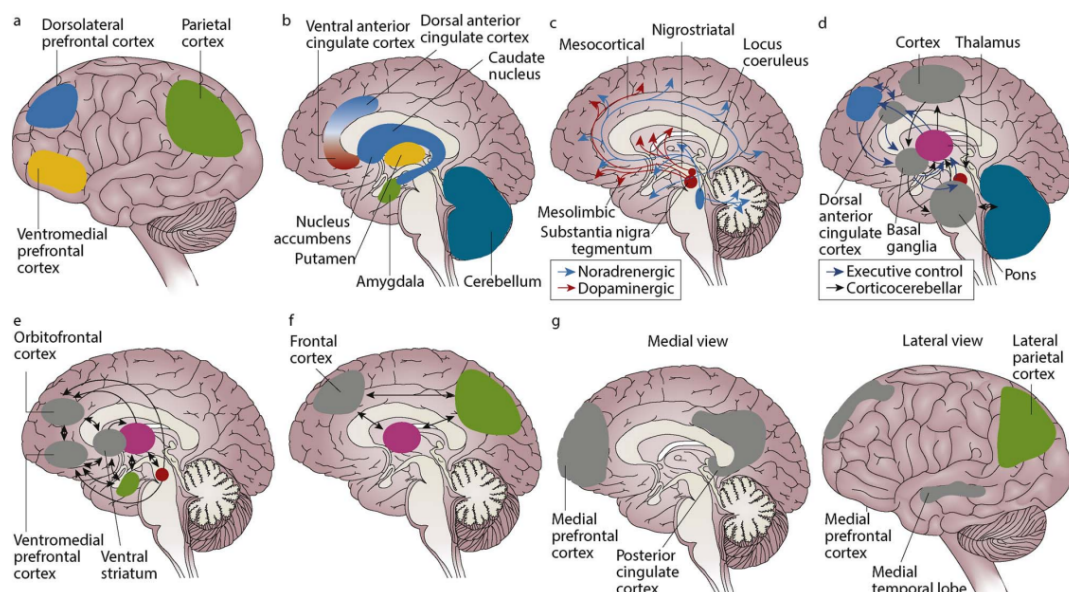 a
Dorsolateral
prefrontal cortex
Parietal
cortex
Ventromedial
prefrontal
cortex
b
Ventral anterior
cingulate cortex
Dorsal anterior
cingulate cortex
Caudate
nucleus
Nucleus
accumbens
Putamen
Amygdala
Cerebellum
c
Mesocortical
Nigrostriatal
Locus
coeruleus
Mesolimbic
Substantia nigra
tegmentum
Noradrenergic
Dopaminergic
d
Cortex
Thalamus
Dorsal
anterior
cingulate
cortex
Basal
ganglia
Pons
Executive control
Corticocerebellar
e
Orbitofrontal
cortex
Ventromedial
prefrontal
cortex
Ventral
striatum
f
Frontal
cortex
g
Medial view
Medial
prefrontal
cortex
Posterior
cingulate
cortex
Lateral view
Lateral
parietal
cortex
Medial
prefrontal
cortex
Medial
temporal lobe